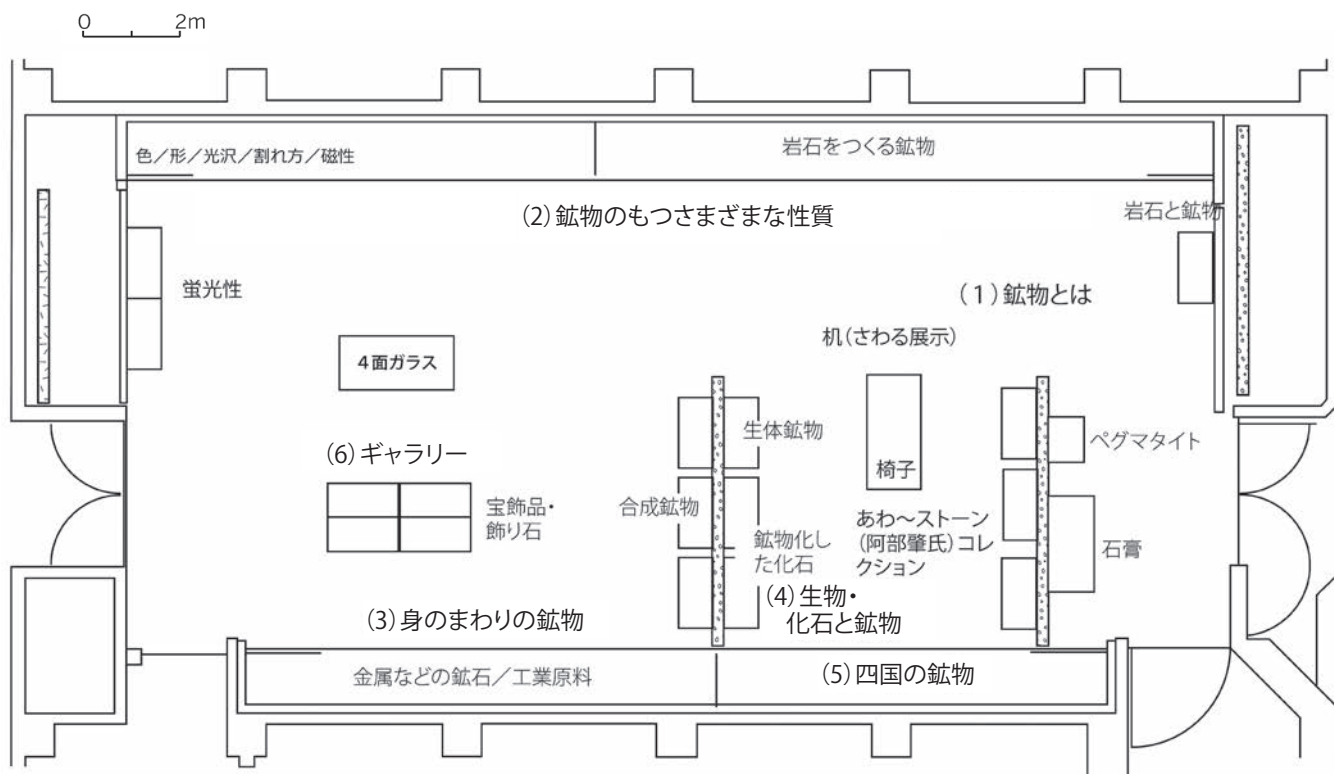 0 2m
色／形／光沢／割れ方／磁性
岩石をつくる鉱物
(2)鉱物のもつさまざまな性質
岩石と鉱物
蛍光性
(1)鉱物とは
机(さわる展示)
4面ガラス
生体鉱物
ペグマタイト
(6)ギャラリー
椅子
宝飾品・
飾り石
合成鉱物
鉱物化し
た化石
あわ〜ストーン
(阿部肇氏)コレ
クション
石膏
(3)身のまわりの鉱物
(4)生物・
化石と鉱物
金属などの鉱石／工業原料
(5)四国の鉱物